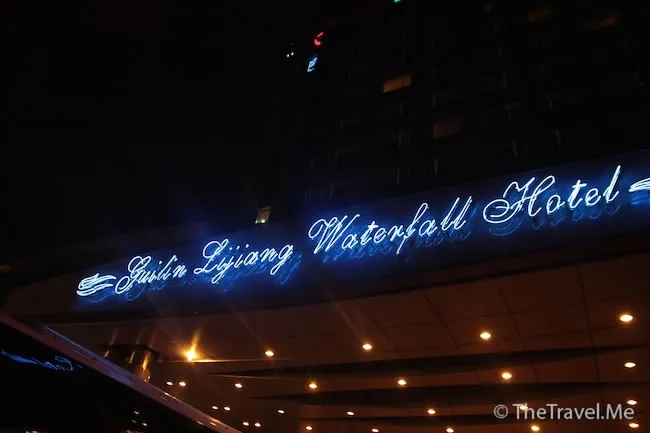 Guilin Lijiang Waterfall Hotel
© TheTravel.Me